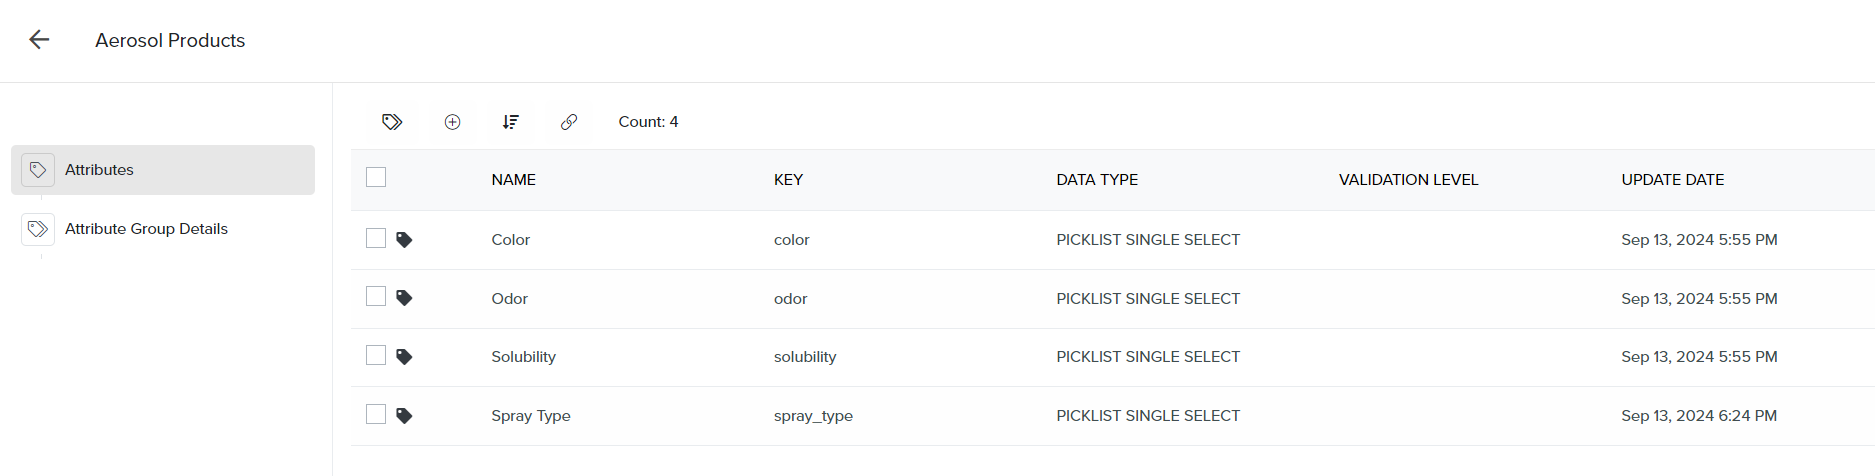 Aerosol Products
Attributes
Attribute Group Details
Count: 4
NAME KEY DATA TYPE VALIDATION LEVEL UPDATE DATE
Color color PICKLIST SINGLE SELECT Sep 13, 2024 5:55 PM
Odor odor PICKLIST SINGLE SELECT Sep 13, 2024 5:55 PM
Solubility solubility PICKLIST SINGLE SELECT Sep 13, 2024 5:55 PM
Spray Type spray_type PICKLIST SINGLE SELECT Sep 13, 2024 6:24 PM